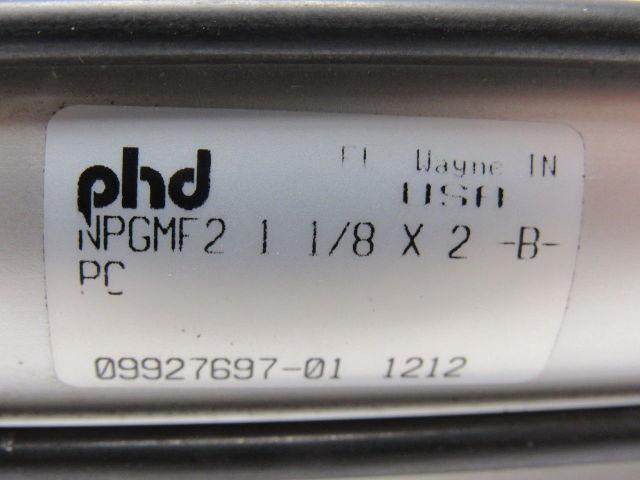 phd Ft Wayne IN
USA
NPGMF2 1 1/8 X 2 -B-
PC
09927697-01 1212